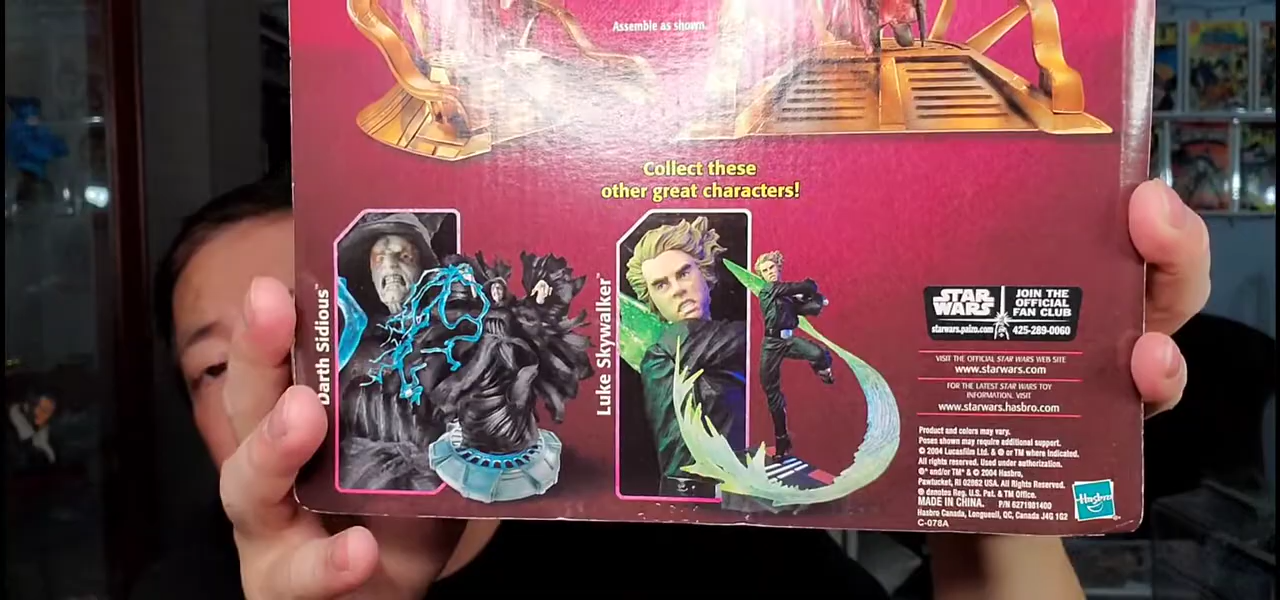 Assemble as shown.
Collect these
other great characters!
Darth Sidious™
Luke Skywalker™
STAR
WARS
starwars.paizo.com
JOIN THE
OFFICIAL
FAN CLUB
425-289-0060
VISIT THE OFFICIAL STAR WARS WEB SITE
www.starwars.com
FOR THE LATEST STAR WARS TOY
INFORMATION, VISIT
www.starwars.hasbro.com
Product and colors may vary.
Poses shown may require additional support.
© 2004 Lucasfilm Ltd. & ® or TM where indicated.
All rights reserved. Used under authorization.
®* and/or TM* & © 2004 Hasbro,
Pawtucket, RI 02862 USA. All Rights Reserved.
® denotes Reg. U.S. Pat. & TM Office.
MADE IN CHINA. P/N 6271981400
Hasbro Canada, Longueuil, QC, Canada J4G 1G2
C-078A
Hasbro